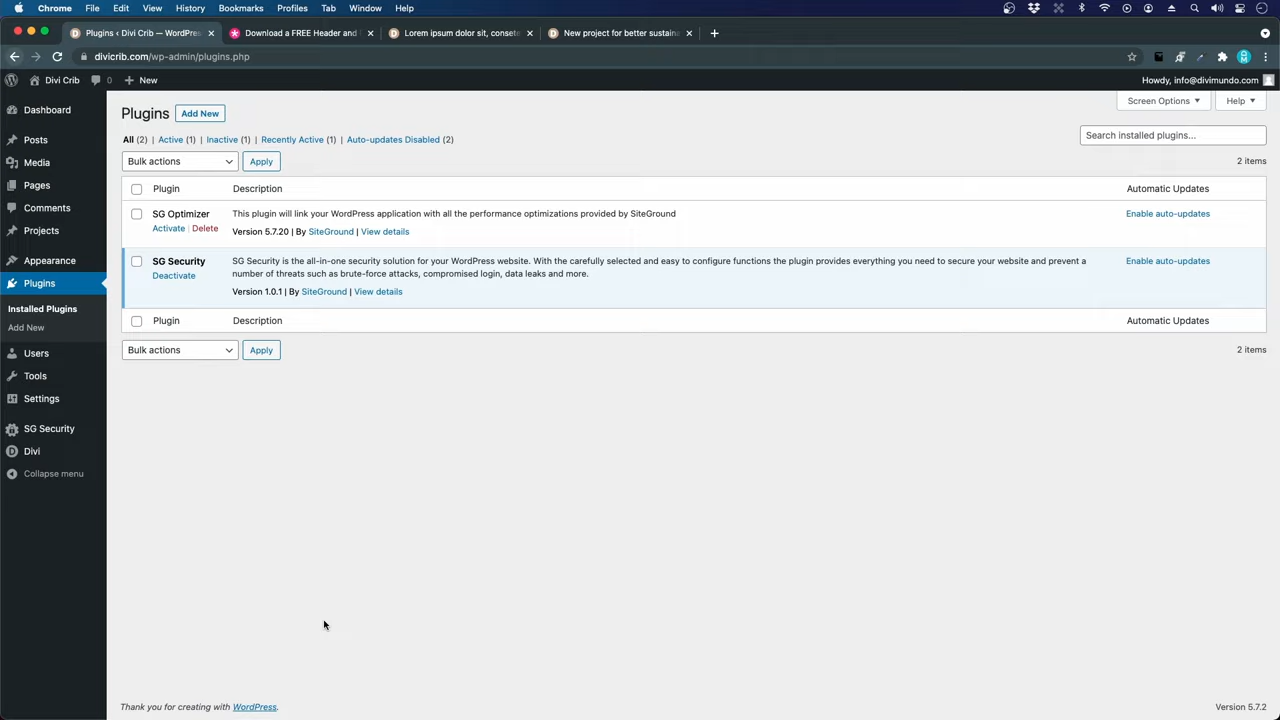 Chrome File Edit View History Bookmarks Profiles Tab Window Help
Plugins ‹ Divi Crib — WordPres
Download a FREE Header and
Lorem ipsum dolor sit, consete
New project for better sustaina
divicrib.com/wp-admin/plugins.php
Divi Crib 0 New
Howdy, info@divimundo.com
Screen Options Help
Dashboard
Posts
Media
Pages
Comments
Projects
Appearance
Plugins
Installed Plugins
Add New
Users
Tools
Settings
SG Security
Divi
Collapse menu
Plugins Add New
All (2) | Active (1) | Inactive (1) | Recently Active (1) | Auto-updates Disabled (2)
Search installed plugins...
Bulk actions Apply
2 items
Plugin Description Automatic Updates
SG Optimizer
Activate | Delete
This plugin will link your WordPress application with all the performance optimizations provided by SiteGround
Version 5.7.20 | By SiteGround | View details
Enable auto-updates
SG Security
Deactivate
SG Security is the all-in-one security solution for your WordPress website. With the carefully selected and easy to configure functions the plugin provides everything you need to secure your website and prevent a
number of threats such as brute-force attacks, compromised login, data leaks and more.
Version 1.0.1 | By SiteGround | View details
Enable auto-updates
Plugin Description Automatic Updates
Bulk actions Apply
2 items
Thank you for creating with WordPress.
Version 5.7.2